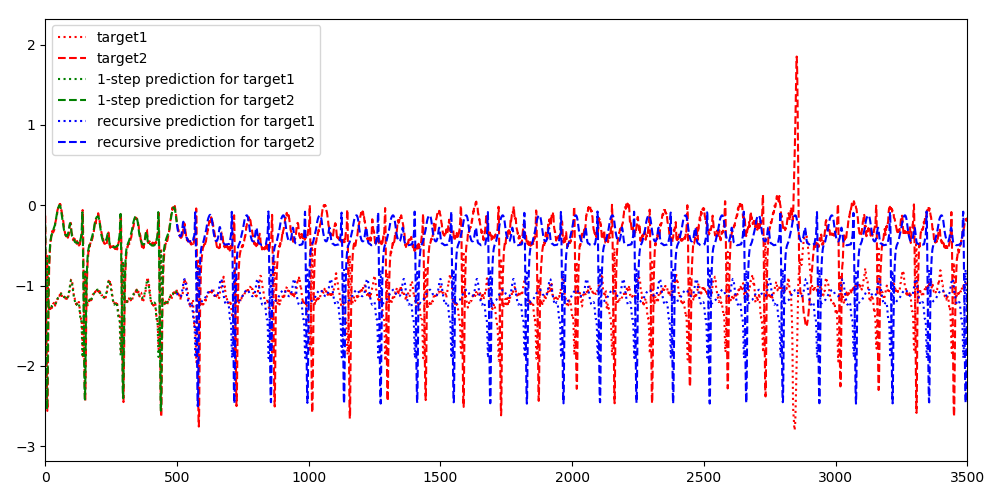 target1
target2
1-step prediction for target1
1-step prediction for target2
recursive prediction for target1
recursive prediction for target2
2
1
0
−1
−2
−3
0 500 1000 1500 2000 2500 3000 3500